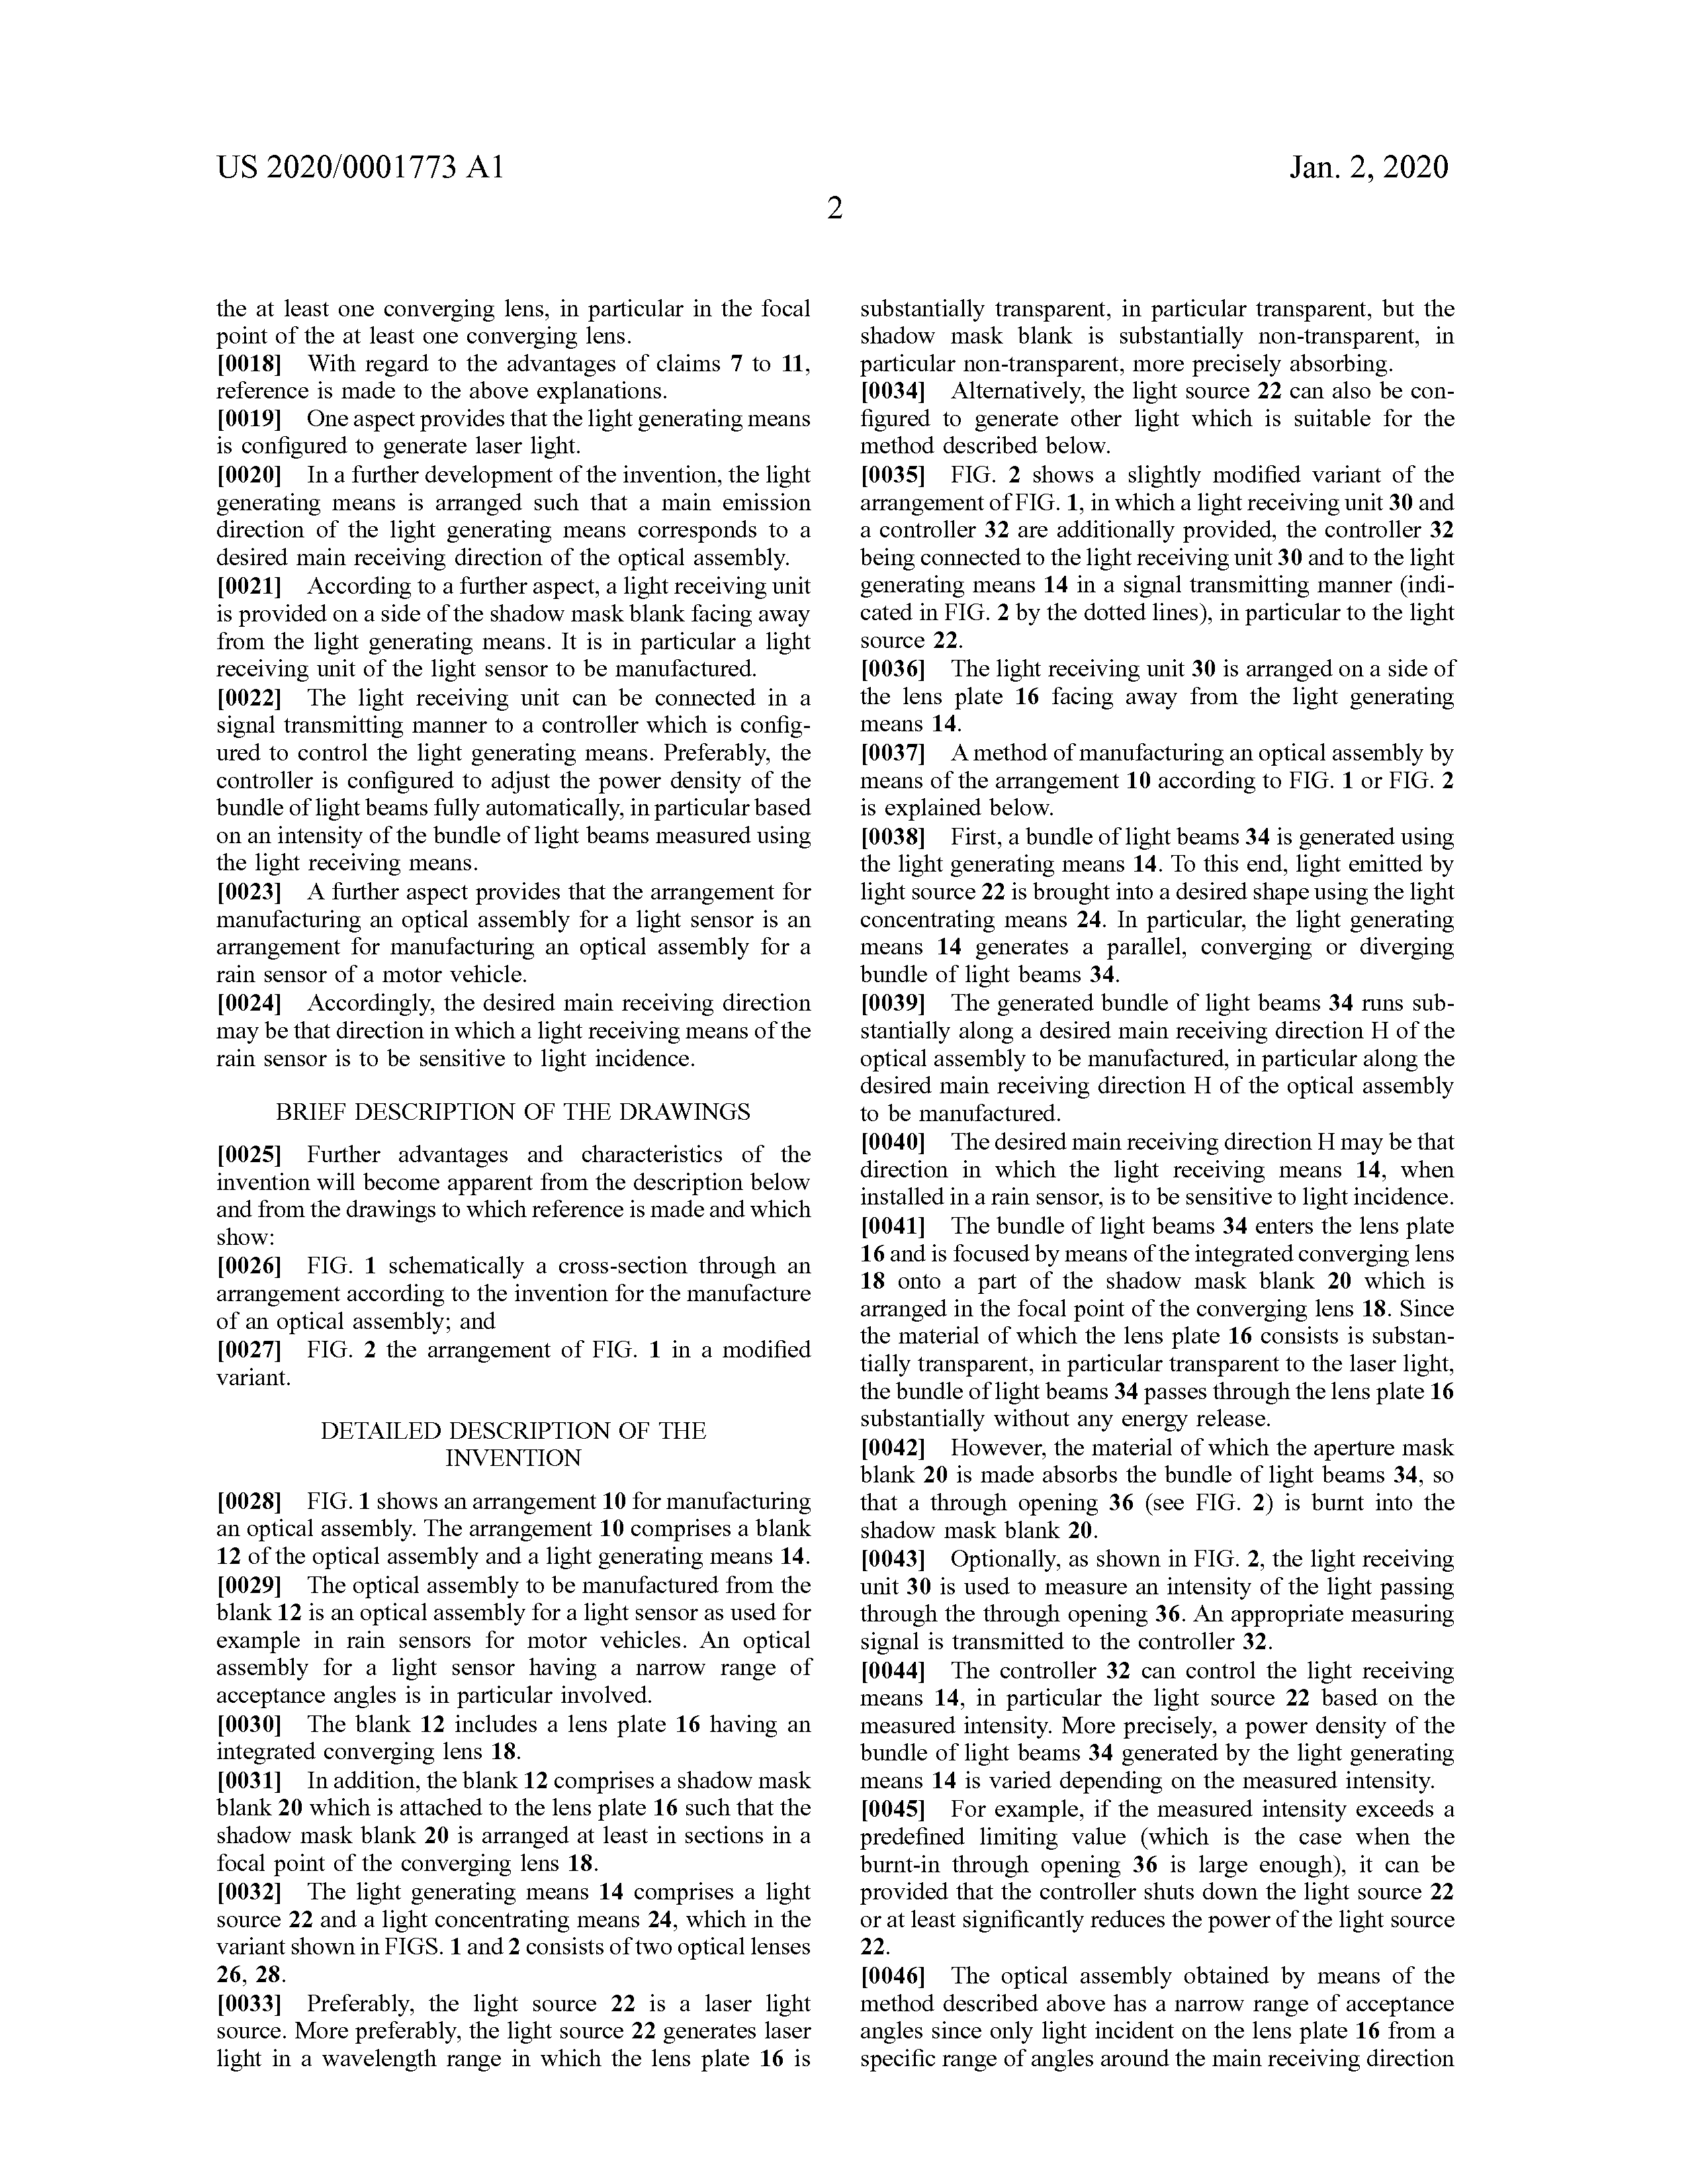 US 2020/0001773 A1
Jan. 2, 2020
2
the at least one converging lens, in particular in the focal
point of the at least one converging lens.
[0018] With regard to the advantages of claims 7 to 11,
reference is made to the above explanations.
[0019] One aspect provides that the light generating means
is configured to generate laser light.
[0020] In a further development of the invention, the light
generating means is arranged such that a main emission
direction of the light generating means corresponds to a
desired main receiving direction of the optical assembly.
[0021] According to a further aspect, a light receiving unit
is provided on a side of the shadow mask blank facing away
from the light generating means. It is in particular a light
receiving unit of the light sensor to be manufactured.
[0022] The light receiving unit can be connected in a
signal transmitting manner to a controller which is config-
ured to control the light generating means. Preferably, the
controller is configured to adjust the power density of the
bundle of light beams fully automatically, in particular based
on an intensity of the bundle of light beams measured using
the light receiving means.
[0023] A further aspect provides that the arrangement for
manufacturing an optical assembly for a light sensor is an
arrangement for manufacturing an optical assembly for a
rain sensor of a motor vehicle.
[0024] Accordingly, the desired main receiving direction
may be that direction in which a light receiving means of the
rain sensor is to be sensitive to light incidence.
BRIEF DESCRIPTION OF THE DRAWINGS
[0025] Further advantages and characteristics of the
invention will become apparent from the description below
and from the drawings to which reference is made and which
show:
[0026] FIG. 1 schematically a cross-section through an
arrangement according to the invention for the manufacture
of an optical assembly; and
[0027] FIG. 2 the arrangement of FIG. 1 in a modified
variant.
DETAILED DESCRIPTION OF THE
INVENTION
[0028] FIG. 1 shows an arrangement 10 for manufacturing
an optical assembly. The arrangement 10 comprises a blank
12 of the optical assembly and a light generating means 14.
[0029] The optical assembly to be manufactured from the
blank 12 is an optical assembly for a light sensor as used for
example in rain sensors for motor vehicles. An optical
assembly for a light sensor having a narrow range of
acceptance angles is in particular involved.
[0030] The blank 12 includes a lens plate 16 having an
integrated converging lens 18.
[0031] In addition, the blank 12 comprises a shadow mask
blank 20 which is attached to the lens plate 16 such that the
shadow mask blank 20 is arranged at least in sections in a
focal point of the converging lens 18.
[0032] The light generating means 14 comprises a light
source 22 and a light concentrating means 24, which in the
variant shown in FIGS. 1 and 2 consists of two optical lenses
26, 28.
[0033] Preferably, the light source 22 is a laser light
source. More preferably, the light source 22 generates laser
light in a wavelength range in which the lens plate 16 is
substantially transparent, in particular transparent, but the
shadow mask blank is substantially non-transparent, in
particular non-transparent, more precisely absorbing.
[0034] Alternatively, the light source 22 can also be con-
figured to generate other light which is suitable for the
method described below.
[0035] FIG. 2 shows a slightly modified variant of the
arrangement of FIG. 1, in which a light receiving unit 30 and
a controller 32 are additionally provided, the controller 32
being connected to the light receiving unit 30 and to the light
generating means 14 in a signal transmitting manner (indi-
cated in FIG. 2 by the dotted lines), in particular to the light
source 22.
[0036] The light receiving unit 30 is arranged on a side of
the lens plate 16 facing away from the light generating
means 14.
[0037] A method of manufacturing an optical assembly by
means of the arrangement 10 according to FIG. 1 or FIG. 2
is explained below.
[0038] First, a bundle of light beams 34 is generated using
the light generating means 14. To this end, light emitted by
light source 22 is brought into a desired shape using the light
concentrating means 24. In particular, the light generating
means 14 generates a parallel, converging or diverging
bundle of light beams 34.
[0039] The generated bundle of light beams 34 runs sub-
stantially along a desired main receiving direction H of the
optical assembly to be manufactured, in particular along the
desired main receiving direction H of the optical assembly
to be manufactured.
[0040] The desired main receiving direction H may be that
direction in which the light receiving means 14, when
installed in a rain sensor, is to be sensitive to light incidence.
[0041] The bundle of light beams 34 enters the lens plate
16 and is focused by means of the integrated converging lens
18 onto a part of the shadow mask blank 20 which is
arranged in the focal point of the converging lens 18. Since
the material of which the lens plate 16 consists is substan-
tially transparent, in particular transparent to the laser light,
the bundle of light beams 34 passes through the lens plate 16
substantially without any energy release.
[0042] However, the material of which the aperture mask
blank 20 is made absorbs the bundle of light beams 34, so
that a through opening 36 (see FIG. 2) is burnt into the
shadow mask blank 20.
[0043] Optionally, as shown in FIG. 2, the light receiving
unit 30 is used to measure an intensity of the light passing
through the through opening 36. An appropriate measuring
signal is transmitted to the controller 32.
[0044] The controller 32 can control the light receiving
means 14, in particular the light source 22 based on the
measured intensity. More precisely, a power density of the
bundle of light beams 34 generated by the light generating
means 14 is varied depending on the measured intensity.
[0045] For example, if the measured intensity exceeds a
predefined limiting value (which is the case when the
burnt-in through opening 36 is large enough), it can be
provided that the controller shuts down the light source 22
or at least significantly reduces the power of the light source
22.
[0046] The optical assembly obtained by means of the
method described above has a narrow range of acceptance
angles since only light incident on the lens plate 16 from a
specific range of angles around the main receiving direction